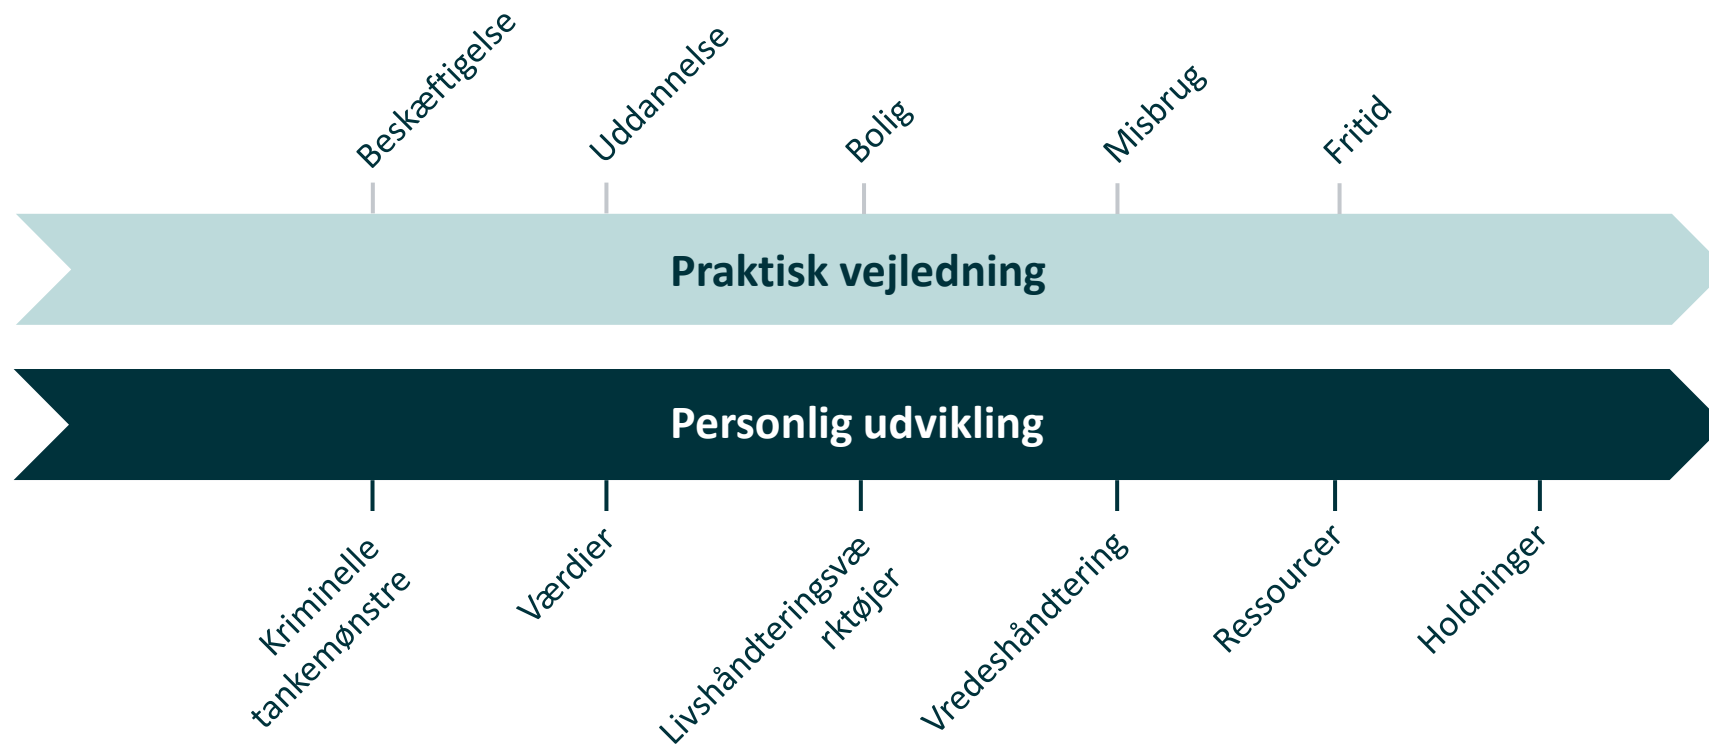 Beskæftigelse
Uddannelse
Bolig
Misbrug
Fritid
Praktisk vejledning
Personlig udvikling
Kriminelle
tankemønstre
Værdier
Livshåndteringsvæ
rktøjer
Vredeshåndtering
Ressourcer
Holdninger